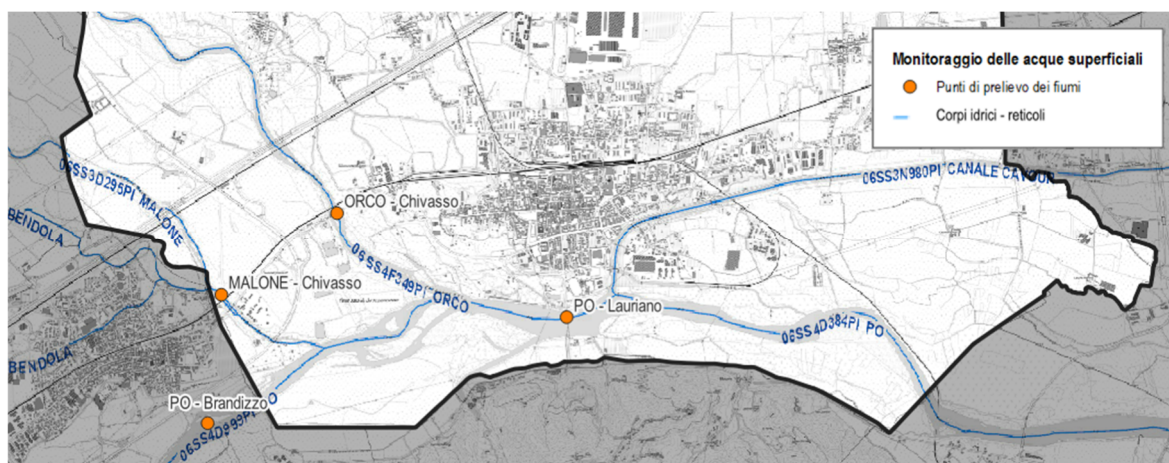 Monitoraggio delle acque superficiali
Punti di prelievo dei fiumi
Corpi idrici - reticoli
06SS3D295PI MALONE
06SS3N980PI CANALE CAVOUR
ORCO - Chivasso
BENDOLA
MALONE - Chivasso
06SS4F349PI ORCO
PO - Lauriano
06SS4D384PI PO
BENDOLA
PO - Brandizzo
06SS4D999PI PO